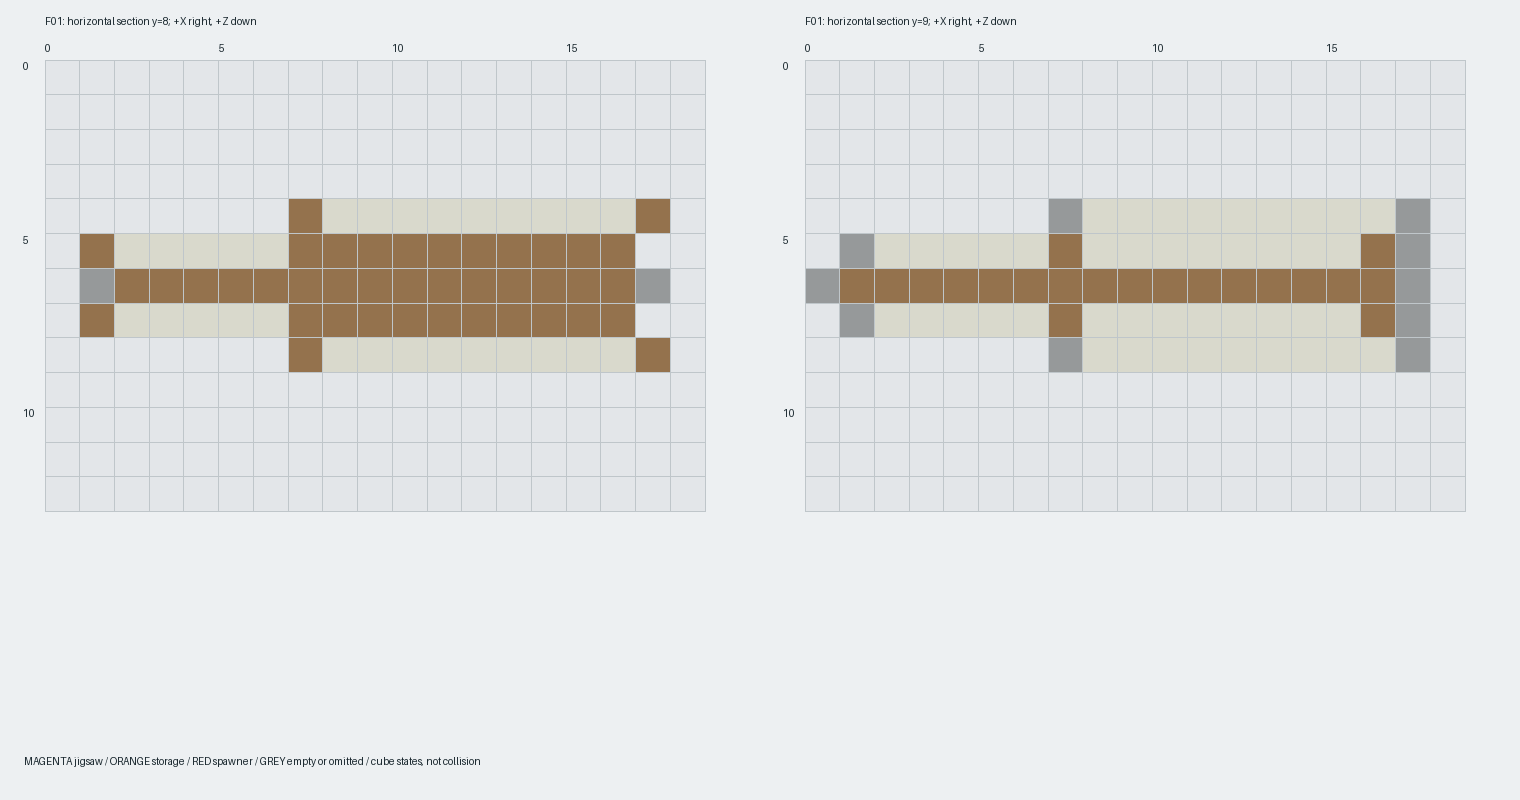 F01: horizontal section y=8; +X right, +Z down
0 5 10 15
0
5
10
F01: horizontal section y=9; +X right, +Z down
0 5 10 15
0
5
10
MAGENTA jigsaw / ORANGE storage / RED spawner / GREY empty or omitted / cube states, not collision